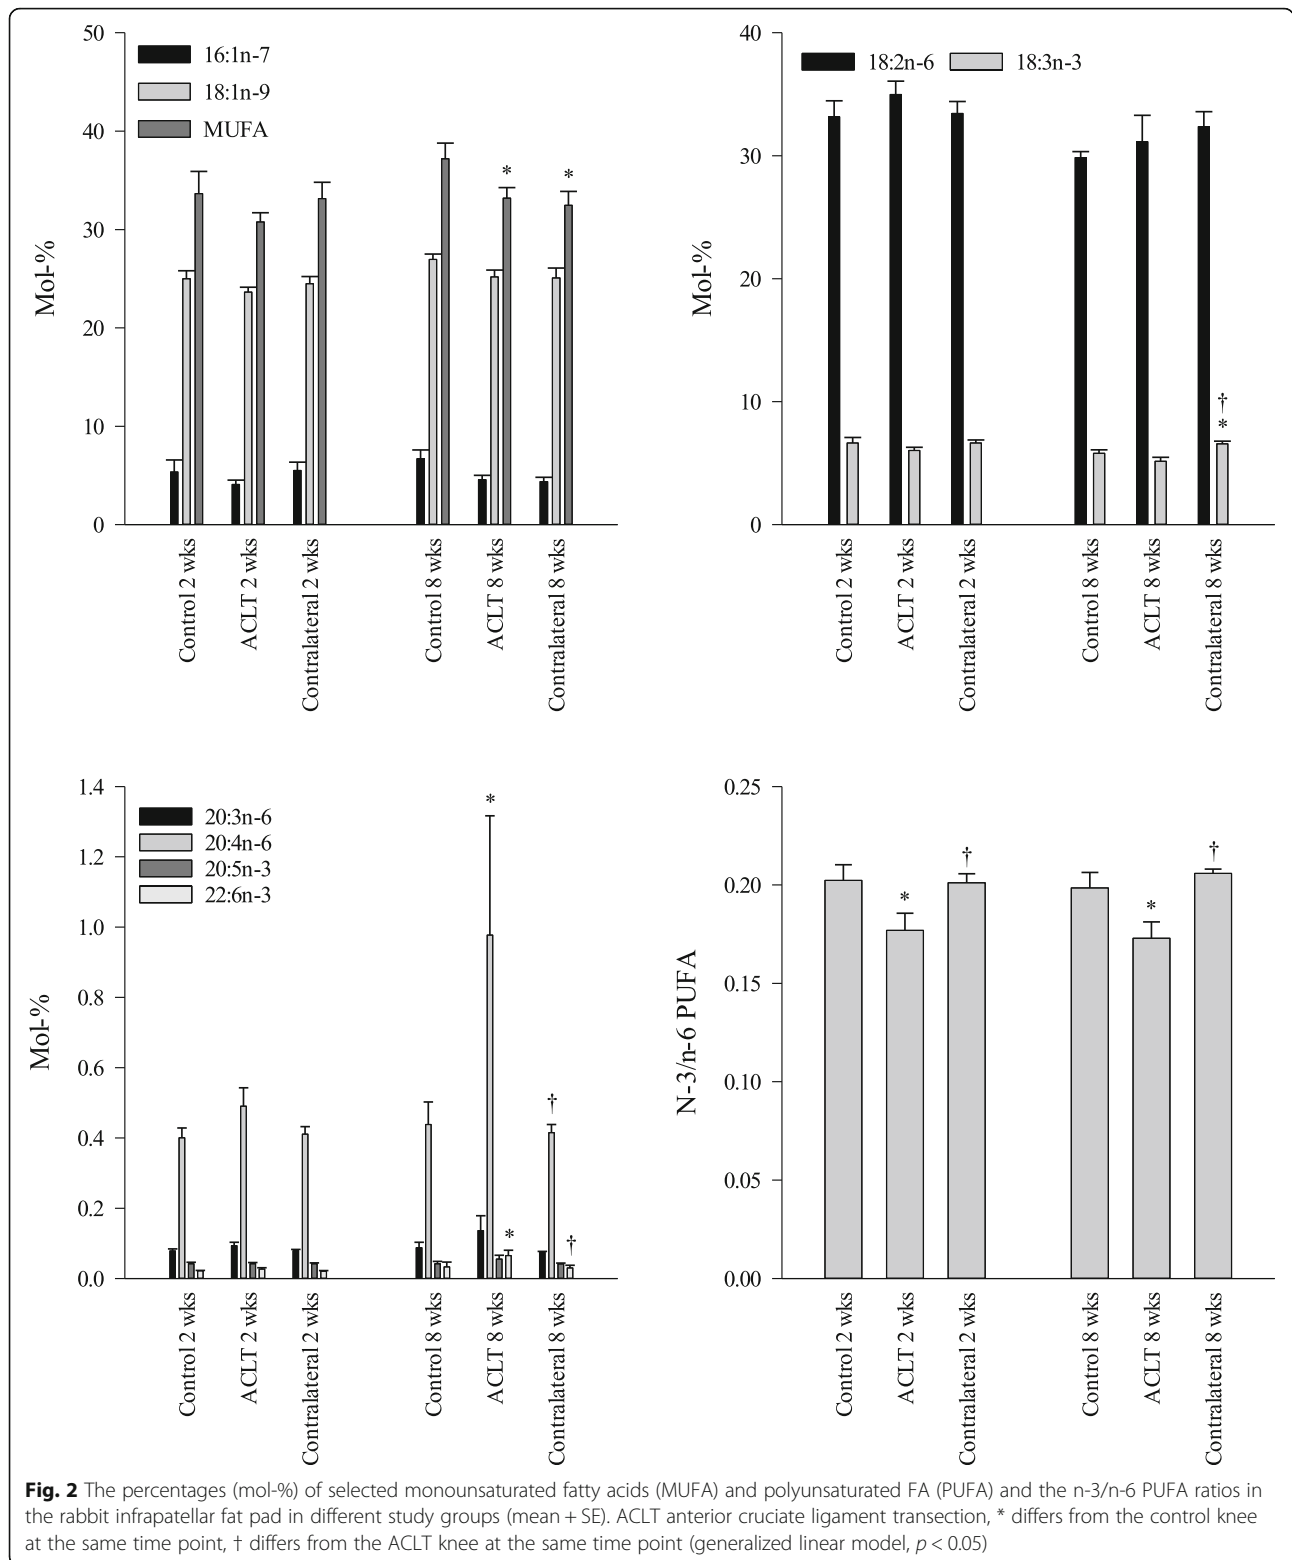 50
40
30
20
10
0
Mol-%
16:1n-7
18:1n-9
MUFA
*
*
Control 2 wks
ACLT 2 wks
Contralateral 2 wks
Control 8 wks
ACLT 8 wks
Contralateral 8 wks
40
30
20
10
0
Mol-%
18:2n-6 18:3n-3
†
*
Control 2 wks
ACLT 2 wks
Contralateral 2 wks
Control 8 wks
ACLT 8 wks
Contralateral 8 wks
1.4
1.2
1.0
0.8
0.6
0.4
0.2
0.0
Mol-%
20:3n-6
20:4n-6
20:5n-3
22:6n-3
*
*
†
†
Control 2 wks
ACLT 2 wks
Contralateral 2 wks
Control 8 wks
ACLT 8 wks
Contralateral 8 wks
0.25
0.20
0.15
0.10
0.05
0.00
N-3/n-6 PUFA
*
†
*
†
Control 2 wks
ACLT 2 wks
Contralateral 2 wks
Control 8 wks
ACLT 8 wks
Contralateral 8 wks
Fig. 2 The percentages (mol-%) of selected monounsaturated fatty acids (MUFA) and polyunsaturated FA (PUFA) and the n-3/n-6 PUFA ratios in
the rabbit infrapatellar fat pad in different study groups (mean + SE). ACLT anterior cruciate ligament transection, * differs from the control knee
at the same time point, † differs from the ACLT knee at the same time point (generalized linear model, p < 0.05)